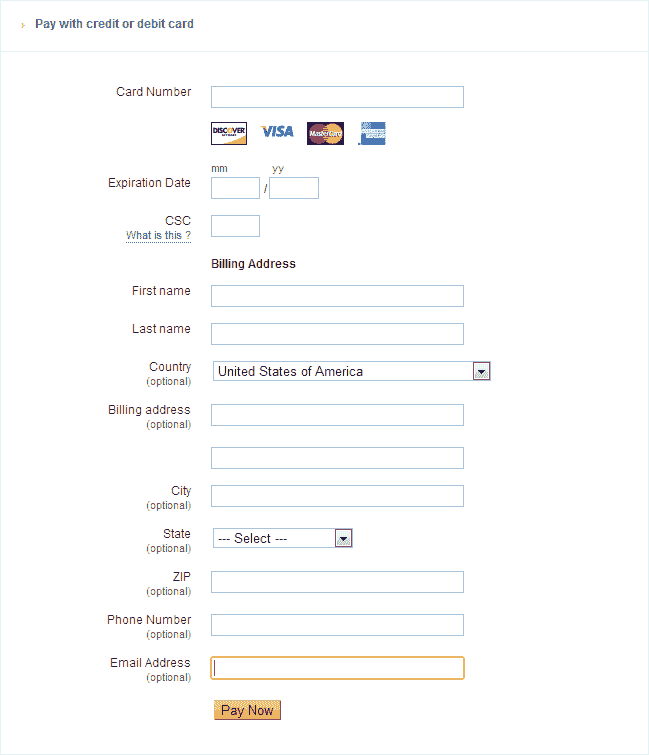 › Pay with credit or debit card
Card Number
DISCOVER VISA MasterCard
mm yy
Expiration Date /
CSC
What is this ?
Billing Address
First name
Last name
Country
(optional)
United States of America
Billing address
(optional)
City
(optional)
State
(optional)
--- Select ---
ZIP
(optional)
Phone Number
(optional)
Email Address
(optional)
Pay Now